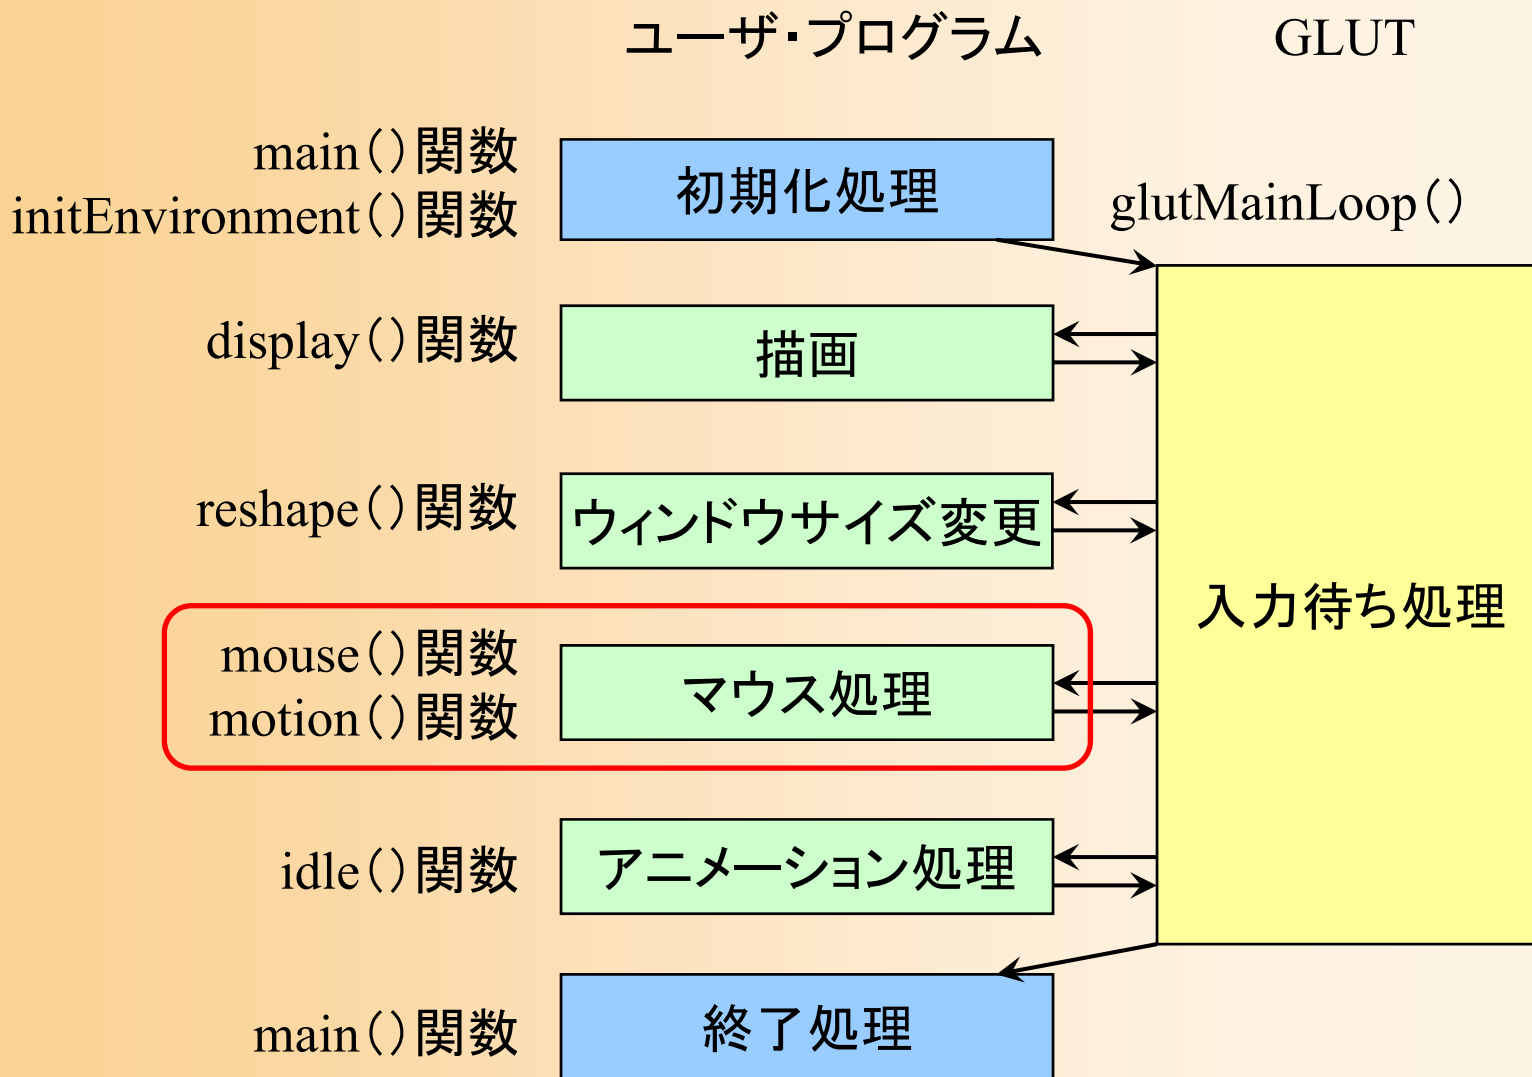 ユーザ・プログラム
GLUT
main()関数
initEnvironment()関数
初期化処理
glutMainLoop()
display()関数
描画
reshape()関数
ウィンドウサイズ変更
入力待ち処理
mouse()関数
motion()関数
マウス処理
idle()関数
アニメーション処理
main()関数
終了処理